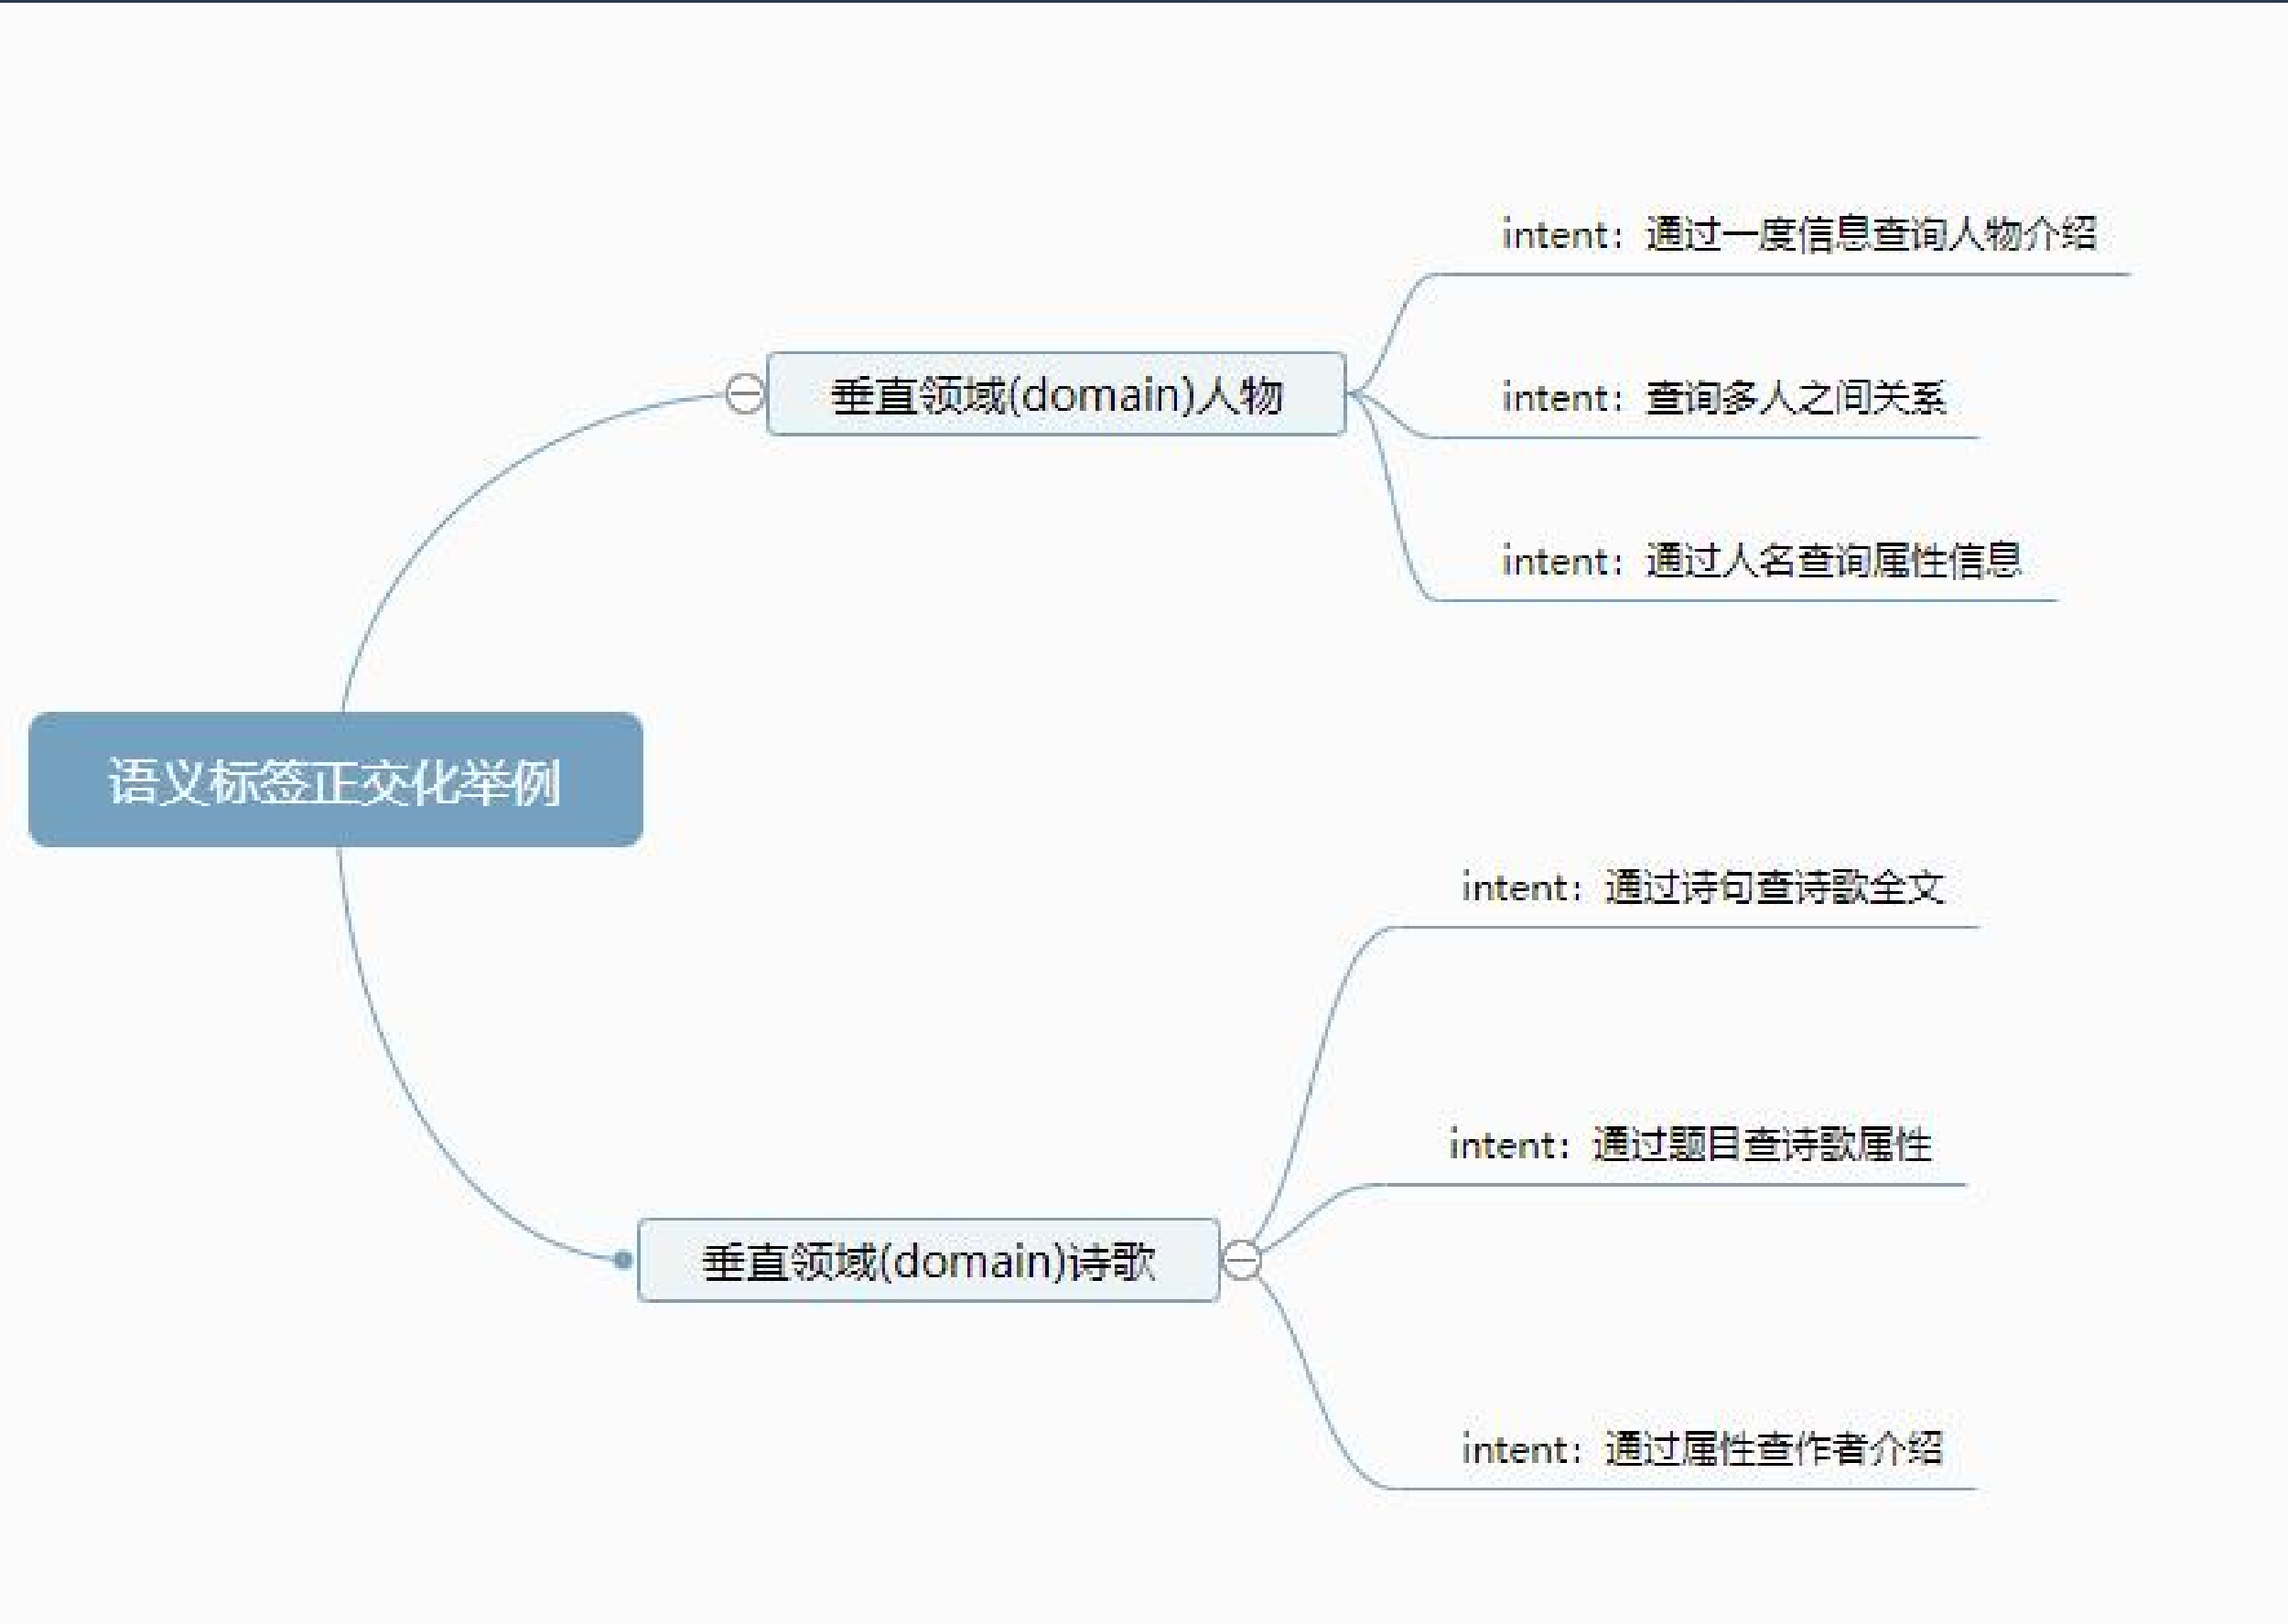 语义标签正交化举例
垂直领域(domain)人物
intent：通过一度信息查询人物介绍
intent：查询多人之间关系
intent：通过人名查询属性信息
垂直领域(domain)诗歌
intent：通过诗句查诗歌全文
intent：通过题目查诗歌属性
intent：通过属性查作者介绍